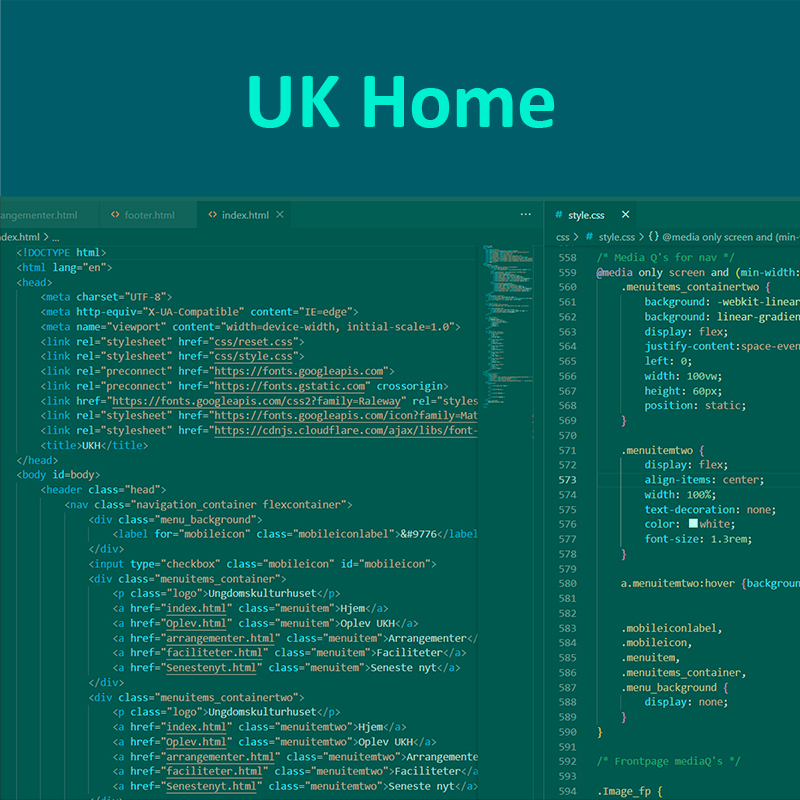 UK Home
angementer.html
footer.html
index.html
style.css
dex.html > ...
css > # style.css > {} @media only screen and (min-
<!DOCTYPE html>
<html lang="en">
<head>
<meta charset="UTF-8">
<meta http-equiv="X-UA-Compatible" content="IE=edge">
<meta name="viewport" content="width=device-width, initial-scale=1.0">
<link rel="stylesheet" href="css/reset.css">
<link rel="stylesheet" href="css/style.css">
<link rel="preconnect" href="https://fonts.googleapis.com">
<link rel="preconnect" href="https://fonts.gstatic.com" crossorigin>
<link href="https://fonts.googleapis.com/css2?family=Raleway" rel="styles
<link rel="stylesheet" href="https://fonts.googleapis.com/icon?family=Mat
<link rel="stylesheet" href="https://cdnjs.cloudflare.com/ajax/libs/font-
<title>UKH</title>
</head>
<body id=body>
<header class="head">
<nav class="navigation_container flexcontainer">
<div class="menu_background">
<label for="mobileicon" class="mobileiconlabel">&#9776</label
</div>
<input type="checkbox" class="mobileicon" id="mobileicon">
<div class="menuitems_container">
<p class="logo">Ungdomskulturhuset</p>
<a href="index.html" class="menuitem">Hjem</a>
<a href="Oplev.html" class="menuitem">Oplev UKH</a>
<a href="arrangementer.html" class="menuitem">Arrangementer</
<a href="faciliteter.html" class="menuitem">Faciliteter</a>
<a href="Senestenyt.html" class="menuitem">Seneste nyt</a>
</div>
<div class="menuitems_containertwo">
<p class="logo">Ungdomskulturhuset</p>
<a href="index.html" class="menuitemtwo">Hjem</a>
<a href="Oplev.html" class="menuitemtwo">Oplev UKH</a>
<a href="arrangementer.html" class="menuitemtwo">Arrangemente
<a href="faciliteter.html" class="menuitemtwo">Faciliteter</a
<a href="Senestenyt.html" class="menuitemtwo">Seneste nyt</a>
558 /* Media Q's for nav */
559 @media only screen and (min-width:
560 .menuitems_containertwo {
561 background: -webkit-linear
562 background: linear-gradien
563 display: flex;
564 justify-content:space-even
565 left: 0;
566 width: 100vw;
567 height: 60px;
568 position: static;
569 }
570
571 .menuitemtwo {
572 display: flex;
573 align-items: center;
574 width: 100%;
575 text-decoration: none;
576 color: white;
577 font-size: 1.3rem;
578 }
579
580 a.menuitemtwo:hover {backgroun
581
582
583 .mobileiconlabel,
584 .mobileicon,
585 .menuitem,
586 .menuitems_container,
587 .menu_background {
588 display: none;
589 }
590 }
591
592 /* Frontpage mediaQ's */
593
594 .Image_fp {